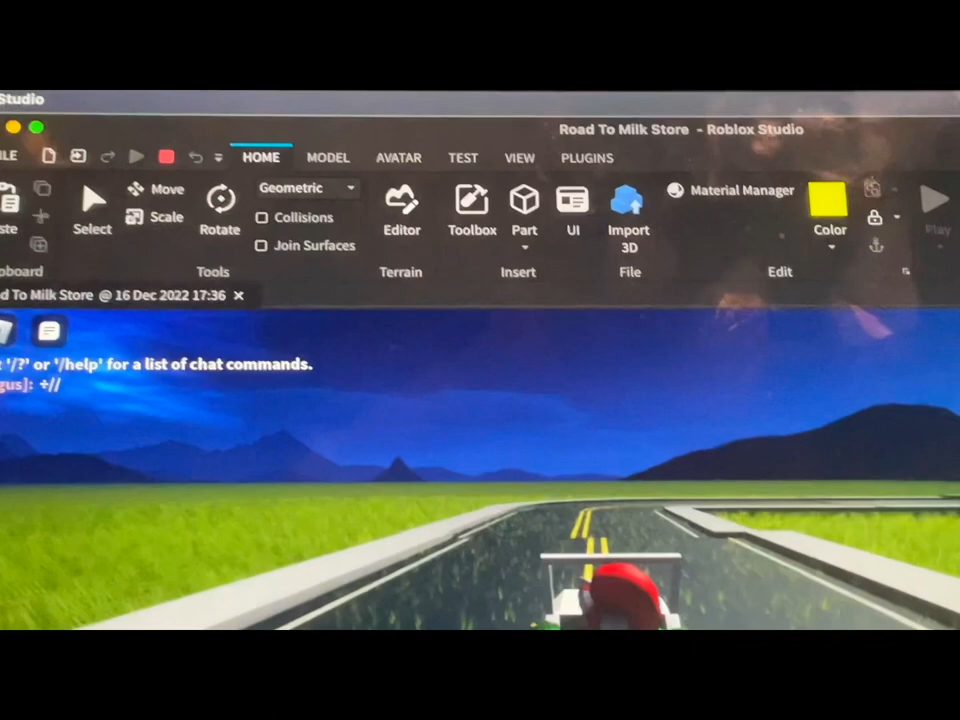 Studio
Road To Milk Store - Roblox Studio
ILE HOME MODEL AVATAR TEST VIEW PLUGINS
Geometric
Move
Material Manager
Collisions
Scale
ste Select Rotate Editor Toolbox Part UI Import 3D Color Play
Join Surfaces
pboard Tools Terrain Insert File Edit
d To Milk Store @ 16 Dec 2022 17:36 ×
t '/?' or '/help' for a list of chat commands.
gus]: ÷//